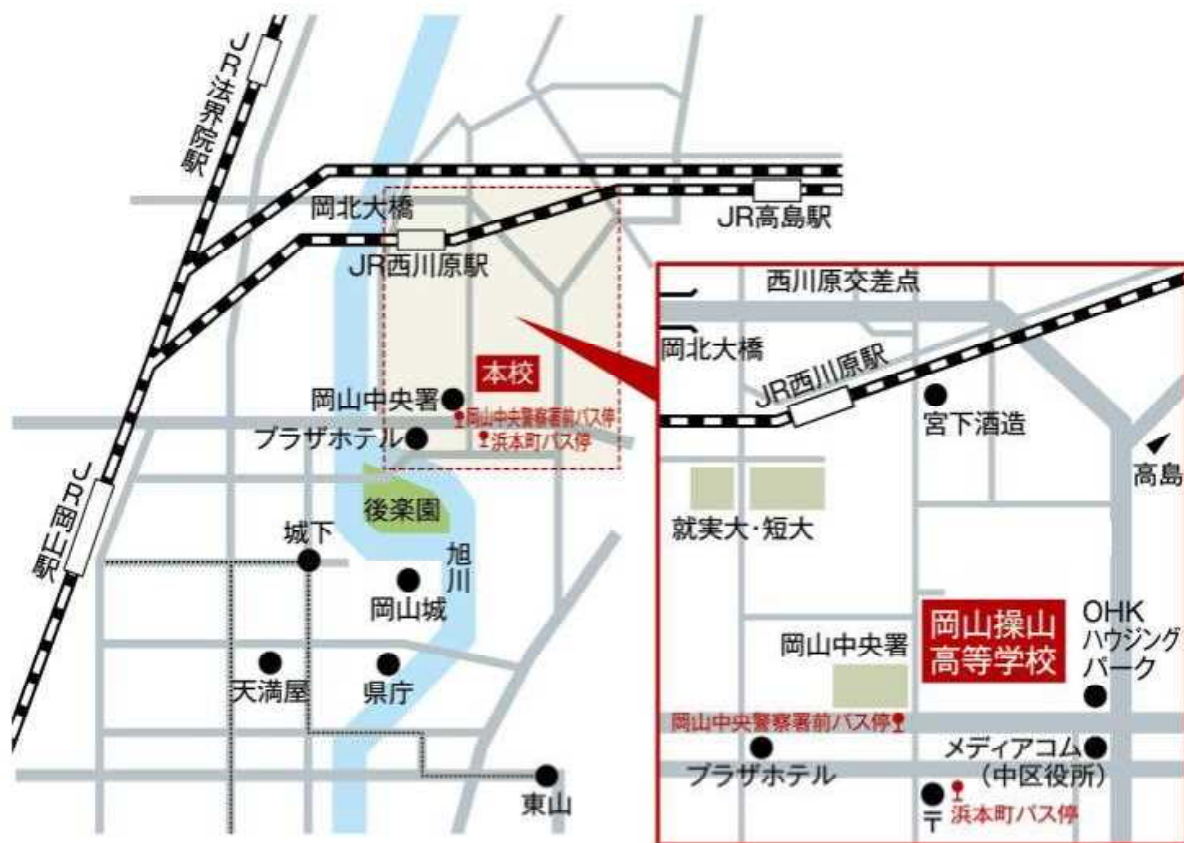 JR法界院駅
岡北大橋
JR高島駅
JR西川原駅
本校
岡山中央署
岡山中央警察署前バス停
プラザホテル
浜本町バス停
後楽園
JR岡山駅
城下
旭川
岡山城
天満屋
県庁
東山
西川原交差点
岡北大橋
JR西川原駅
宮下酒造
高島
就実大・短大
岡山操山
高等学校
OHK
ハウジング
パーク
岡山中央署
岡山中央警察署前バス停
プラザホテル
メディアコム
(中区役所)
〒
浜本町バス停